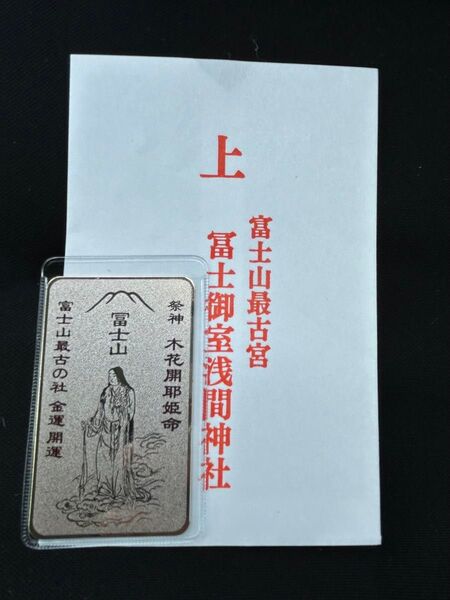 上
富士山最古宮
冨士御室浅間神社
冨士山
祭神 木花開耶姫命
富士山最古の社 金運 開運